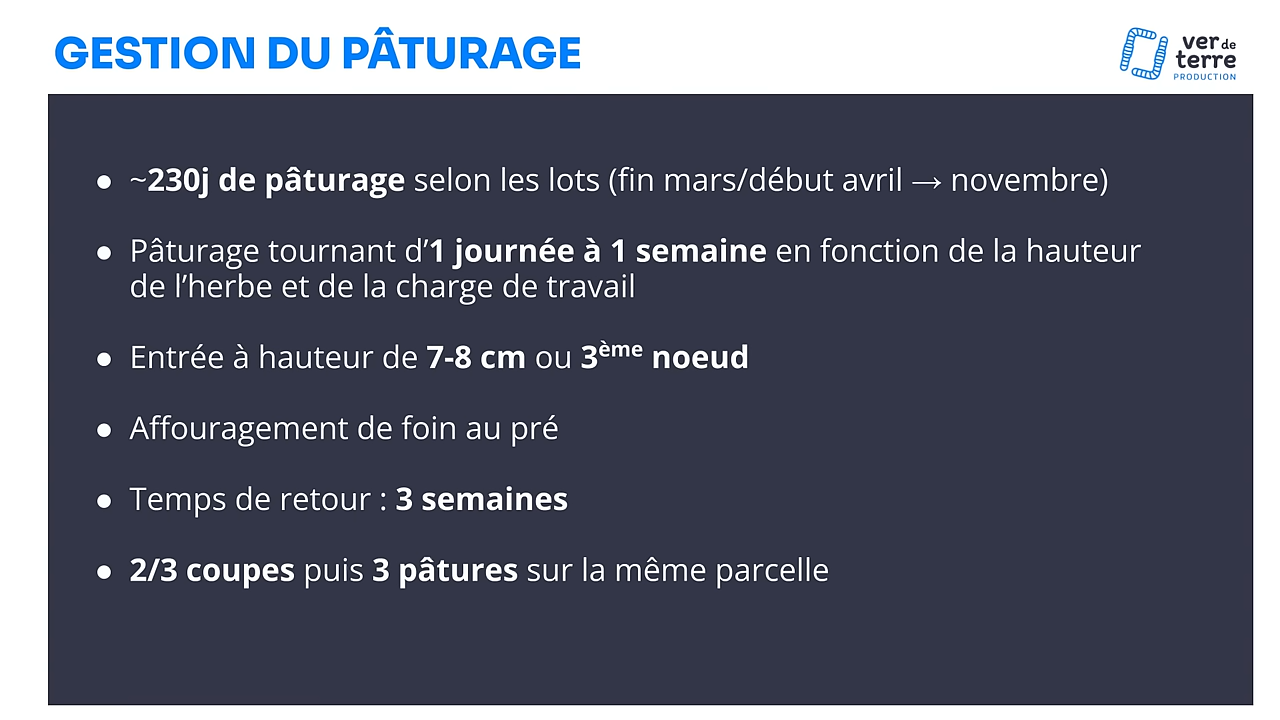 GESTION DU PÂTURAGE
ver de
terre
PRODUCTION
● ~230j de pâturage selon les lots (fin mars/début avril → novembre)
● Pâturage tournant d’1 journée à 1 semaine en fonction de la hauteur
de l’herbe et de la charge de travail
● Entrée à hauteur de 7-8 cm ou 3ème noeud
● Affouragement de foin au pré
● Temps de retour : 3 semaines
● 2/3 coupes puis 3 pâtures sur la même parcelle